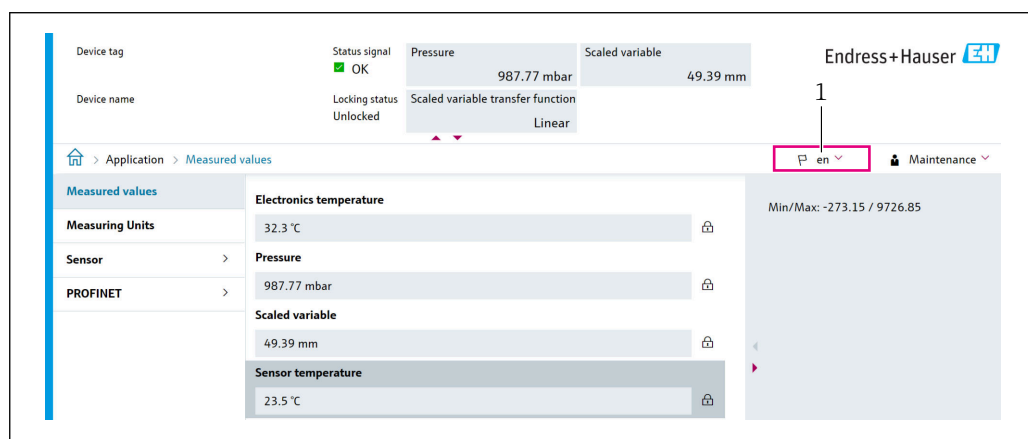 Device tag
Status signal
OK
Pressure
987.77 mbar
Scaled variable
49.39 mm
Endress+Hauser EH
Device name
Locking status
Unlocked
Scaled variable transfer function
Linear
1
> Application > Measured values
en
Maintenance
Measured values
Measuring Units
Sensor >
PROFINET >
Electronics temperature
32.3 °C
Pressure
987.77 mbar
Scaled variable
49.39 mm
Sensor temperature
23.5 °C
Min/Max: -273.15 / 9726.85